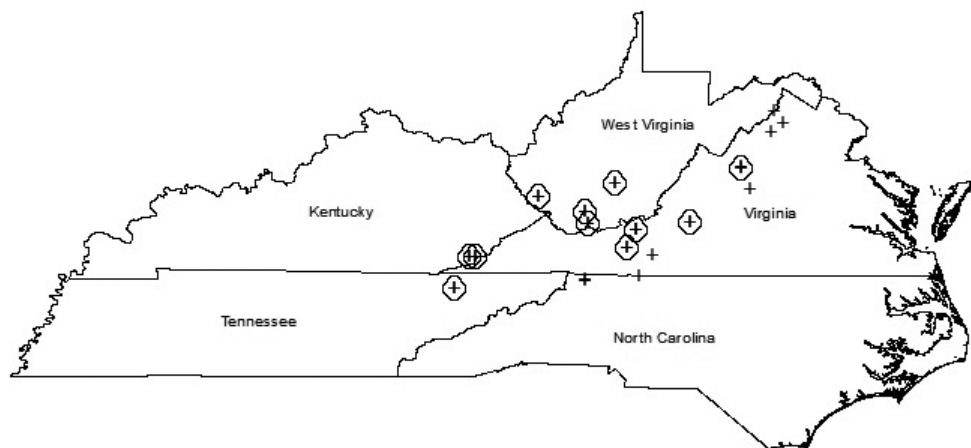 West Virginia
Kentucky
Virginia
Tennessee
North Carolina